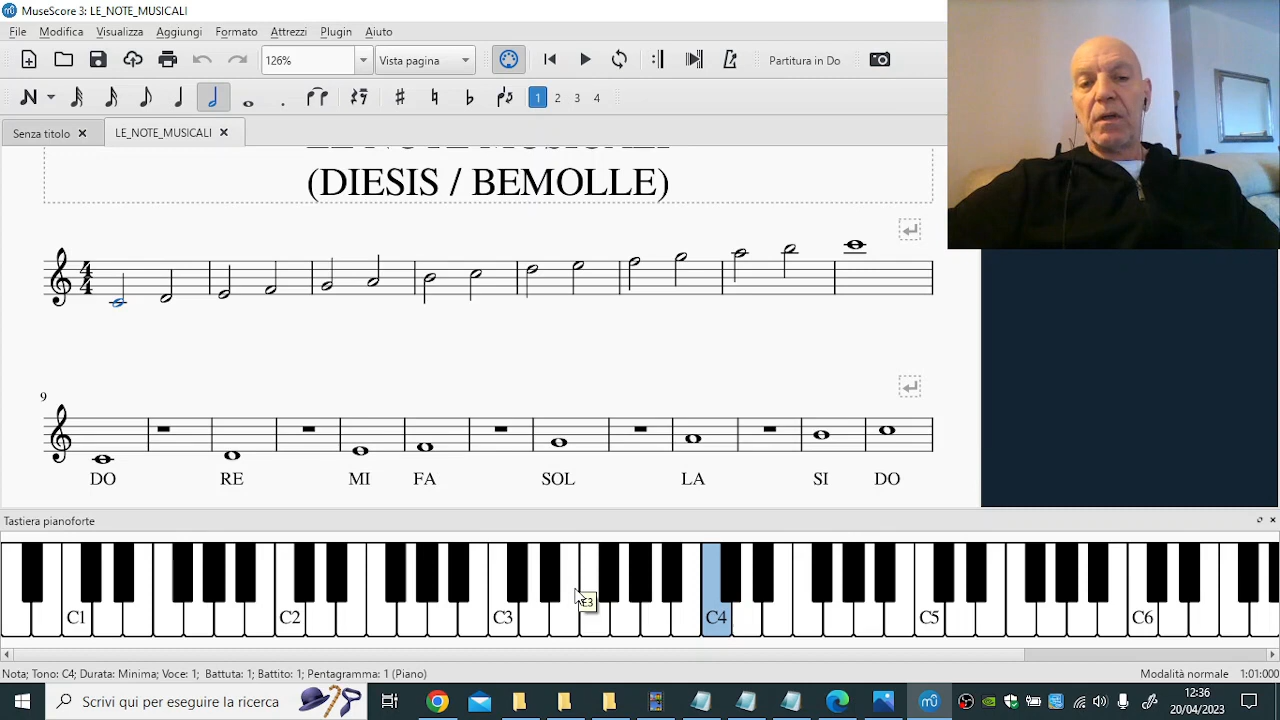 MuseScore 3: LE_NOTE_MUSICALI
File Modifica Visualizza Aggiungi Formato Attrezzi Plugin Aiuto
126% Vista pagina Partitura in Do
1 2 3 4
Senza titolo LE_NOTE_MUSICALI
(DIESIS / BEMOLLE)
4
4
9
DO RE MI FA SOL LA SI DO
Tastiera pianoforte
E3
C1 C2 C3 C4 C5 C6
Nota; Tono: C4; Durata: Minima; Voce: 1; Battuta: 1; Battito: 1; Pentagramma: 1 (Piano) Modalità normale 1:01:000
Scrivi qui per eseguire la ricerca 12:36
20/04/2023